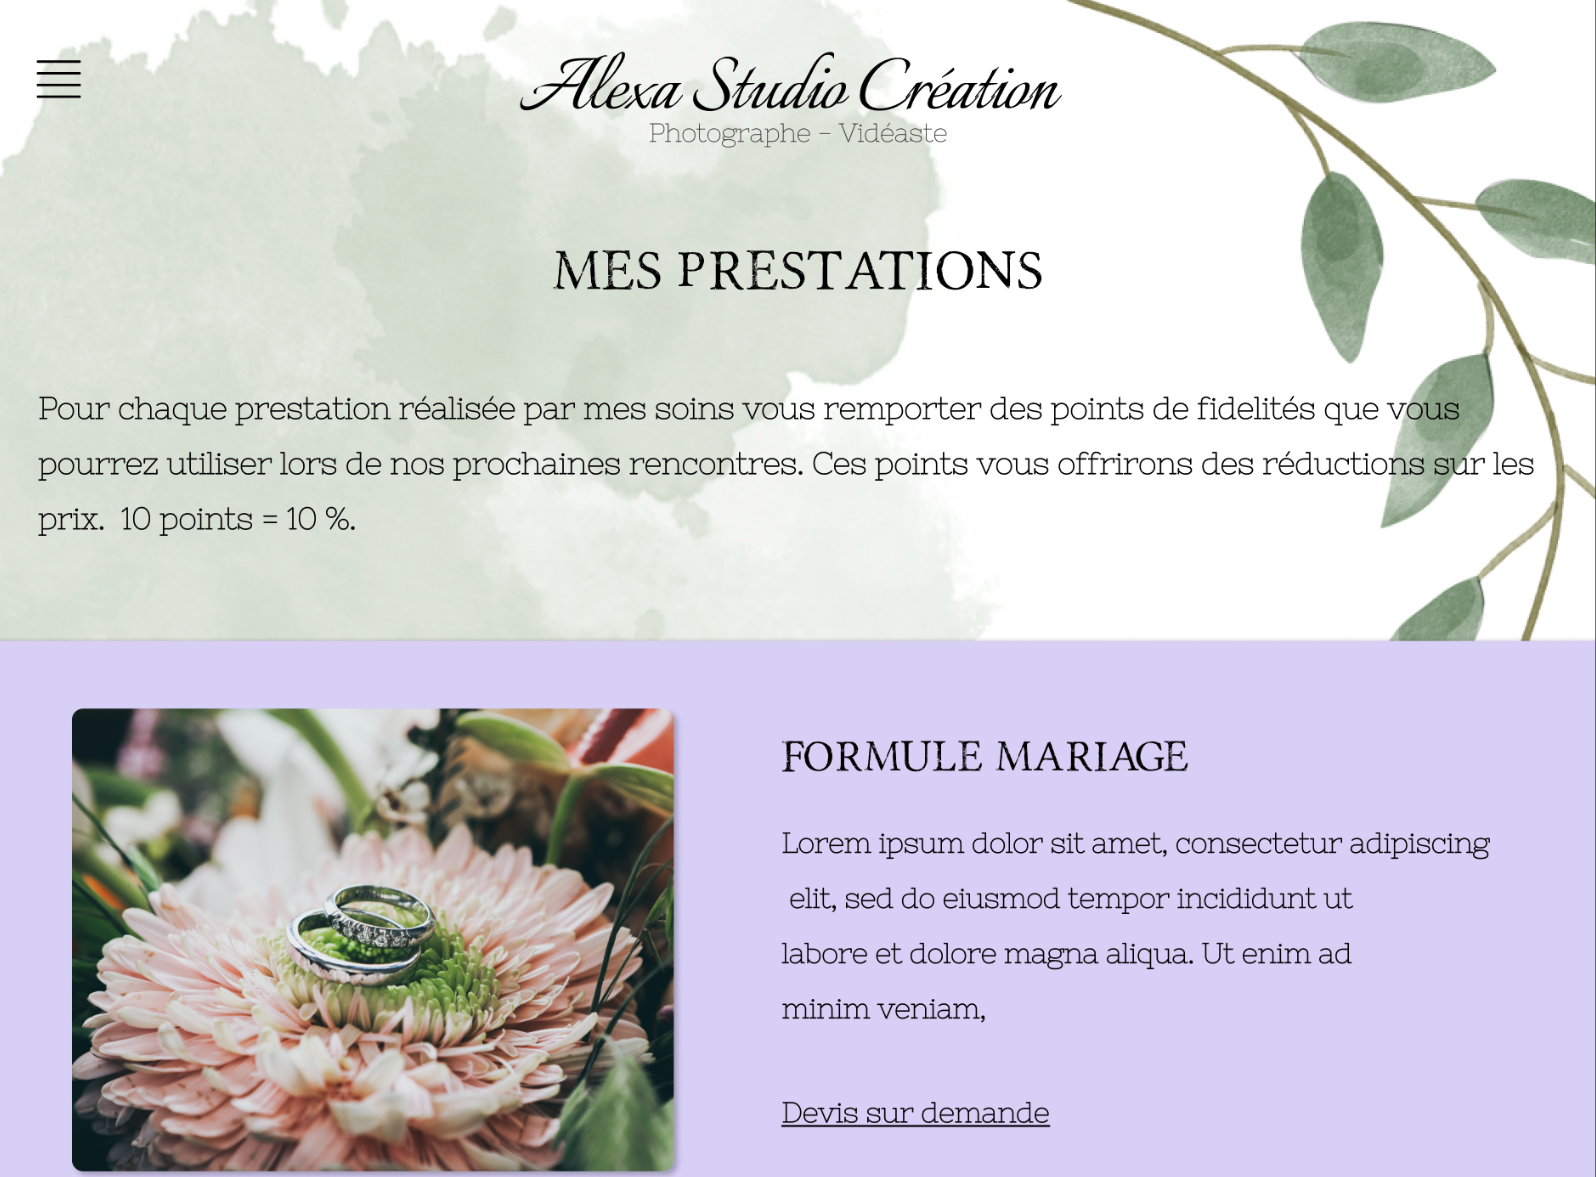 Alexa Studio Création
Photographe - Vidéaste
MES PRESTATIONS
Pour chaque prestation réalisée par mes soins vous remporter des points de fidelités que vous
pourrez utiliser lors de nos prochaines rencontres. Ces points vous offrirons des réductions sur les
prix.  10 points = 10 %.
FORMULE MARIAGE
Lorem ipsum dolor sit amet, consectetur adipiscing
elit, sed do eiusmod tempor incididunt ut
labore et dolore magna aliqua. Ut enim ad
minim veniam,
Devis sur demande